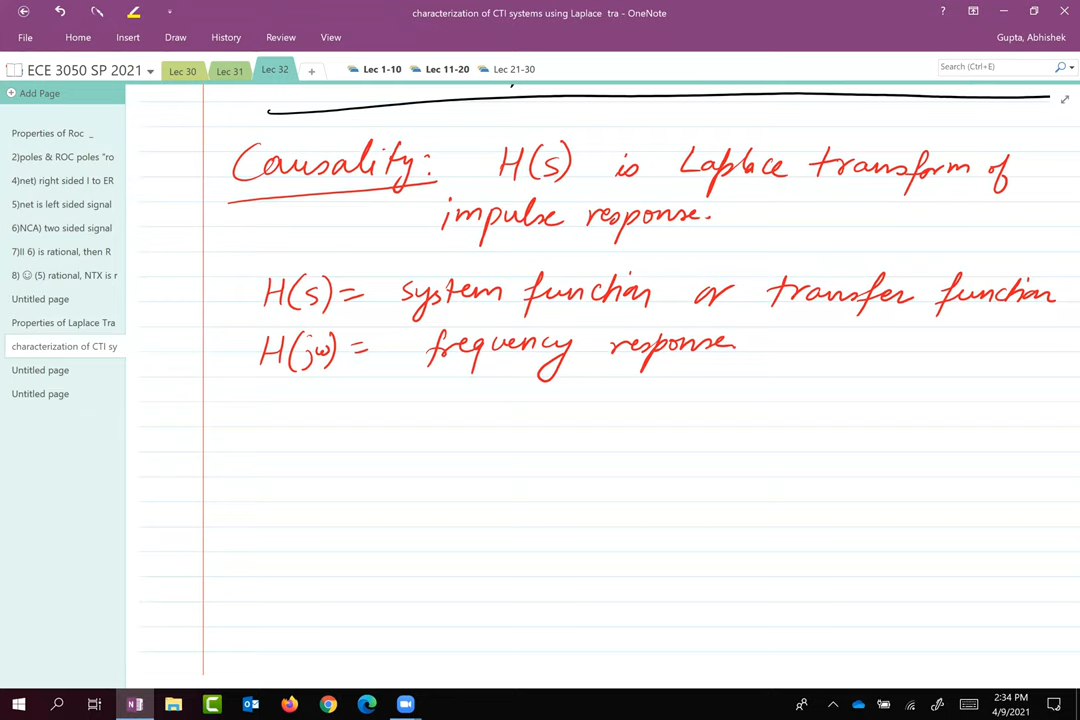 characterization of CTI systems using Laplace tra - OneNote
File Home Insert Draw History Review View
Gupta, Abhishek
ECE 3050 SP 2021
Lec 30
Lec 31
Lec 32
Lec 1-10
Lec 11-20
Lec 21-30
Search (Ctrl+E)
Add Page
Properties of Roc _
2)poles & ROC poles "ro
4)net) right sided I to ER
5)net is left sided signal
6)NCA) two sided signal
7)II 6) is rational, then R
8) ☺ (5) rational, NTX is r
Untitled page
Properties of Laplace Tra
characterization of CTI sy
Untitled page
Untitled page
Causality: H(s) is Laplace transform of
impulse response.
H(s) = system function or transfer function
H(jω) = frequency response
2:34 PM
4/9/2021